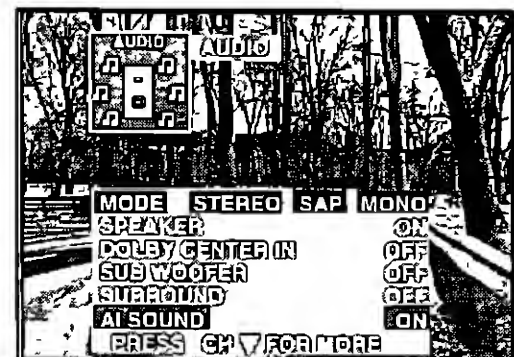 AUDIO
AUDIO
MODE STEREO SAP MONO
SPEAKER ON
DOLBY CENTER IN OFF
SUB WOOFER OFF
SURROUND OFF
AI SOUND ON
PRESS CH ▽ FOR MORE